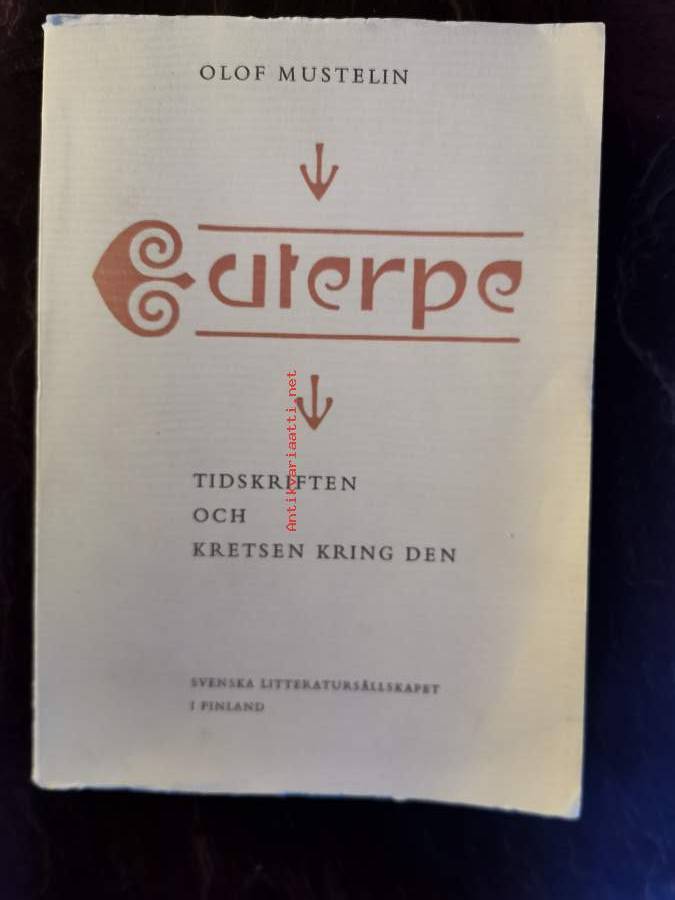 OLOF MUSTELIN
Euterpe
TIDSKRIFTEN
OCH
KRETSEN KRING DEN
SVENSKA LITTERATURSÄLLSKAPET
I FINLAND
Antikvariaatti.net